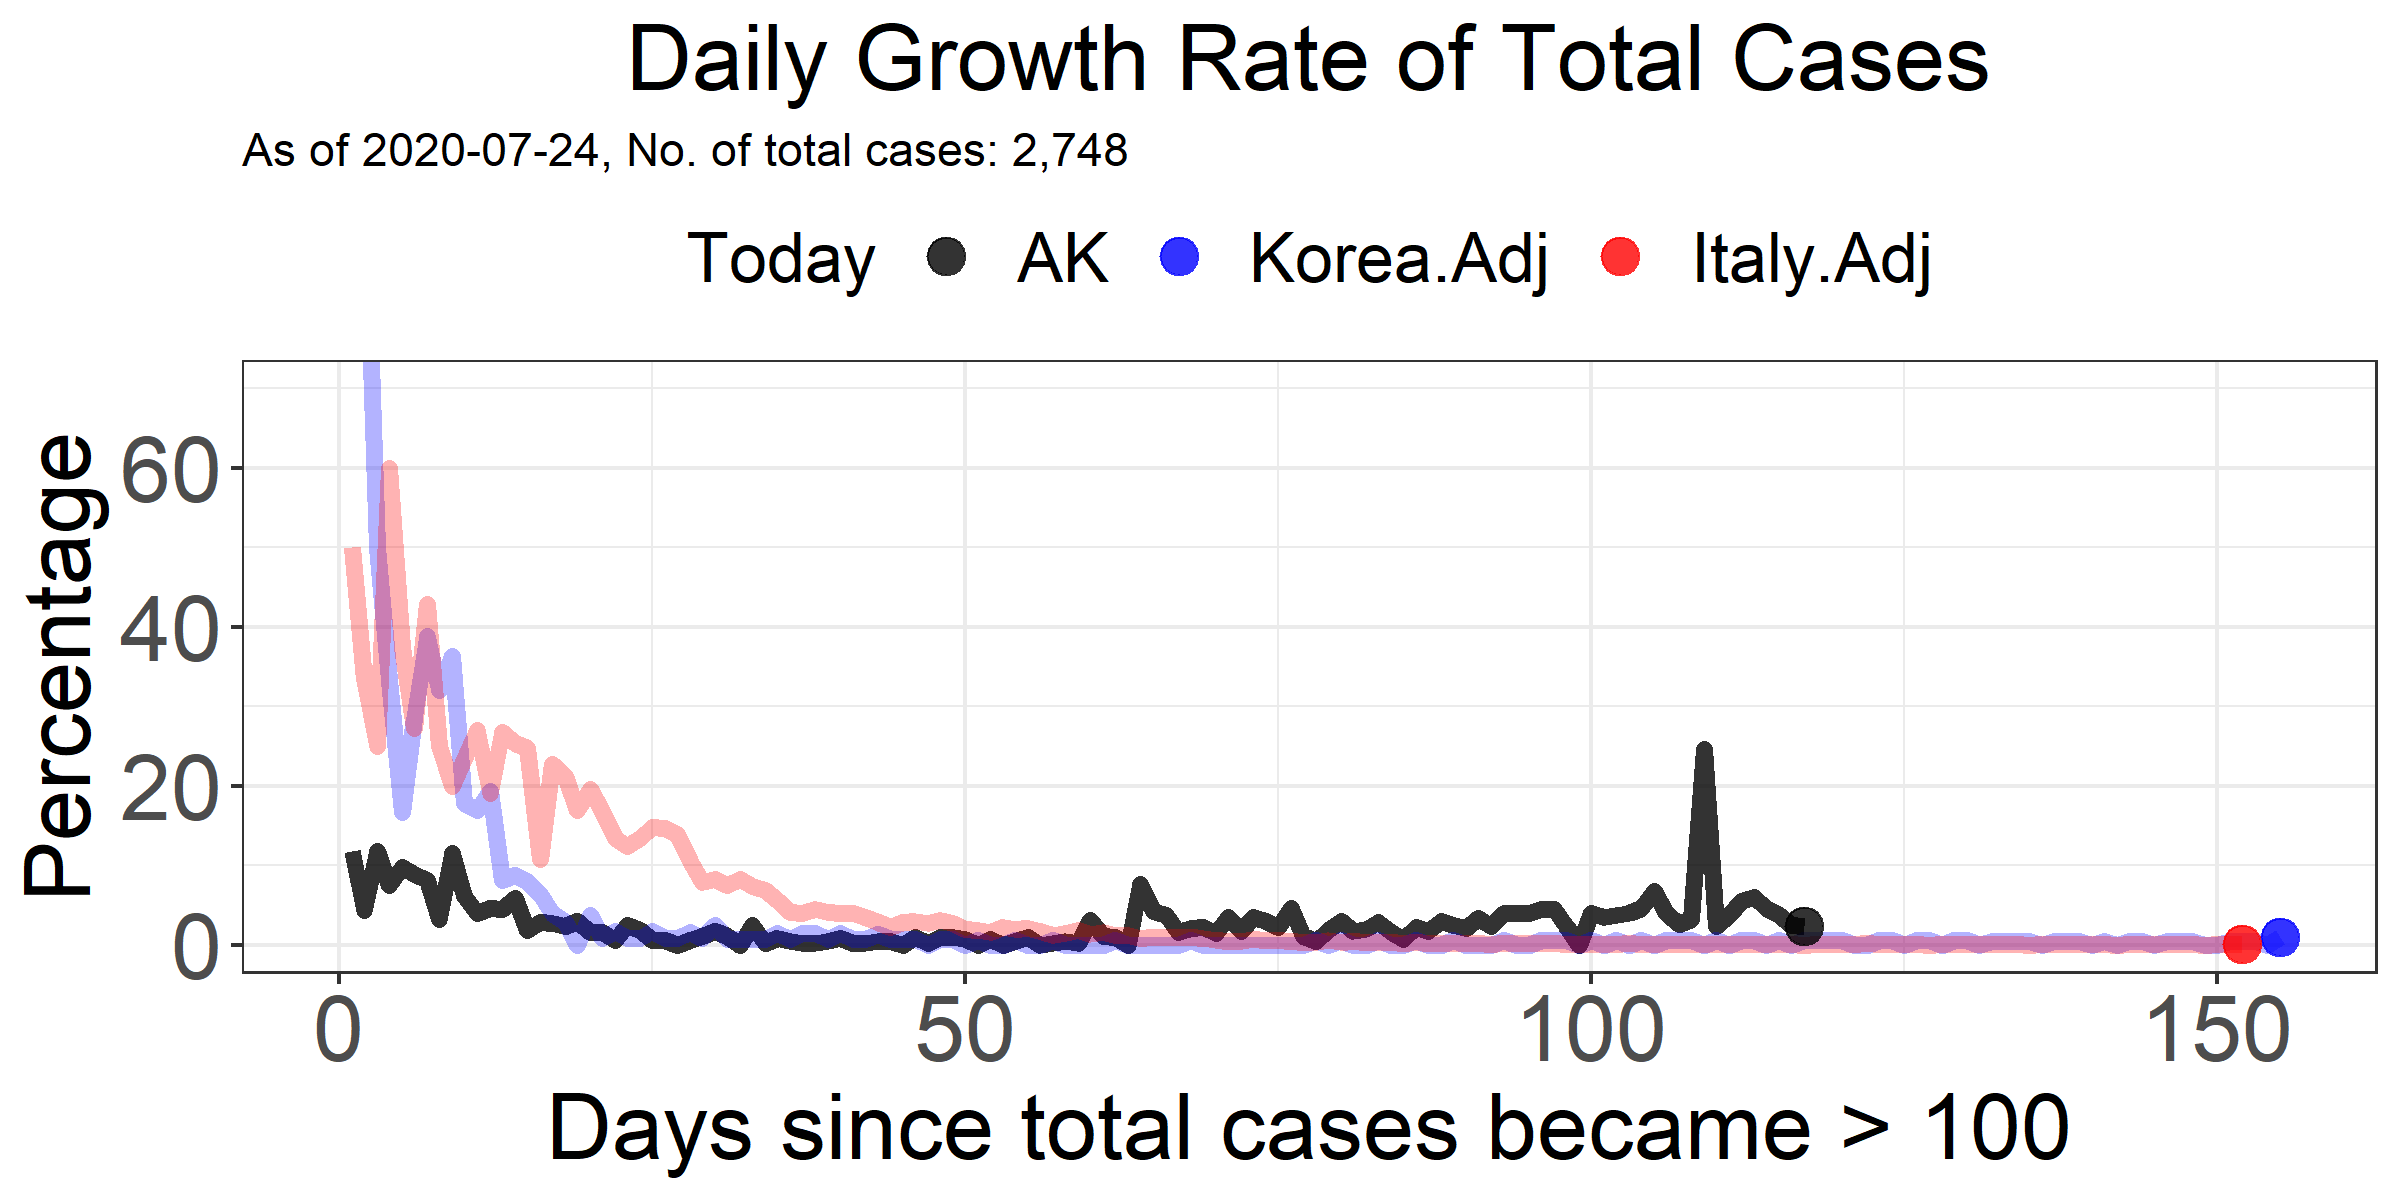 Daily Growth Rate of Total Cases
As of 2020-07-24, No. of total cases: 2,748
Today AK Korea.Adj Italy.Adj
Percentage
60
40
20
0
0 50 100 150
Days since total cases became > 100